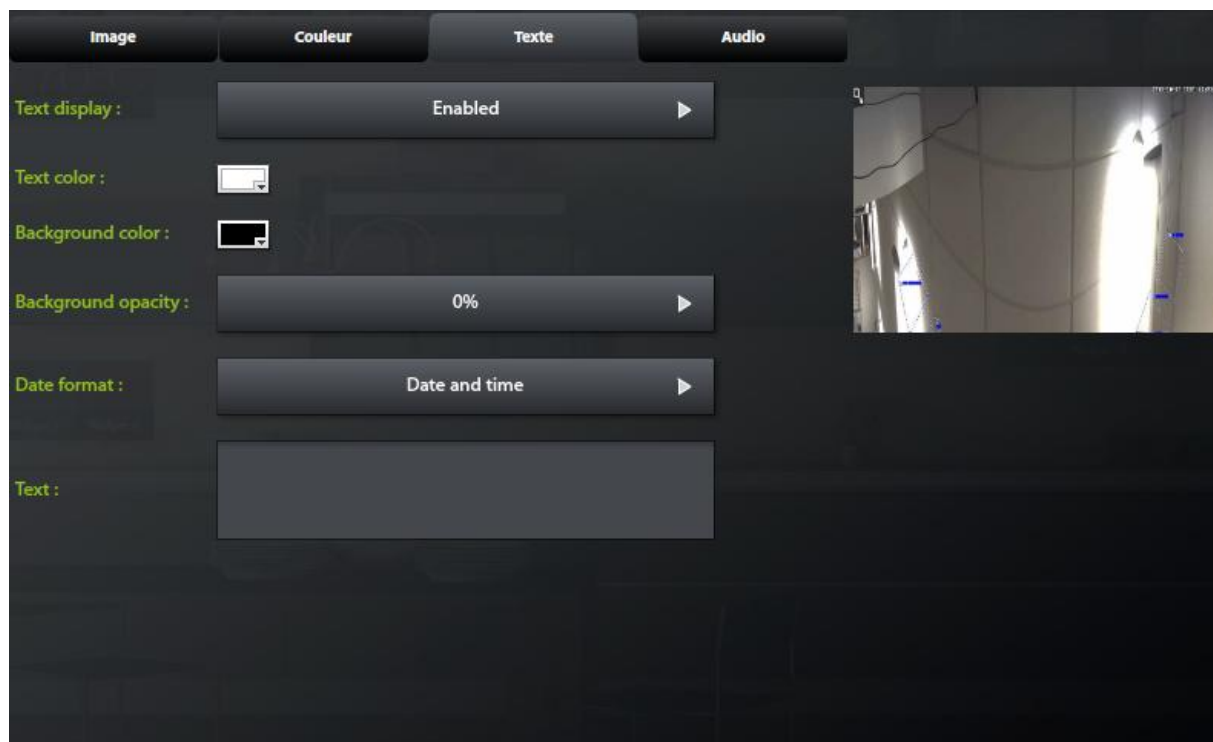 Image Couleur Texte Audio
Text display : Enabled
Text color :
Background color :
Background opacity : 0%
Date format : Date and time
Text :